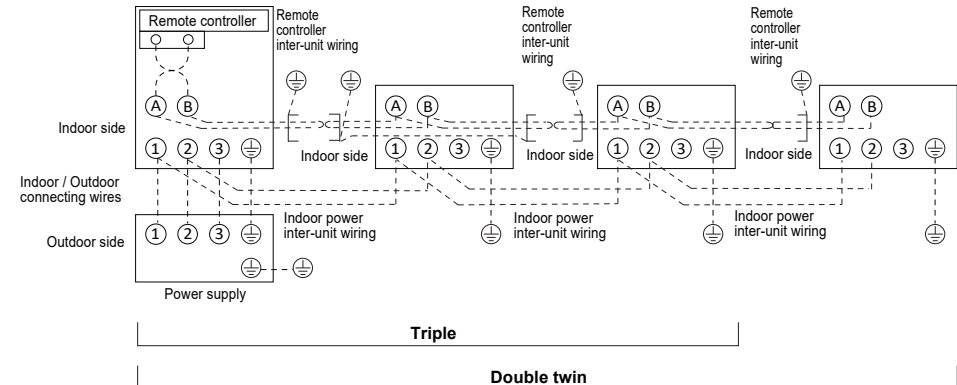 Remote controller
Remote
controller
inter-unit wiring
Remote
controller
inter-unit
wiring
Remote
controller
inter-unit
wiring
A B
A B
A B
A B
Indoor side
Indoor side
Indoor side
Indoor side
1 2 3
1 2 3
1 2 3
1 2 3
Indoor / Outdoor
connecting wires
Indoor power
inter-unit wiring
Indoor power
inter-unit wiring
Indoor power
inter-unit wiring
Outdoor side
1 2 3
Power supply
Triple
Double twin